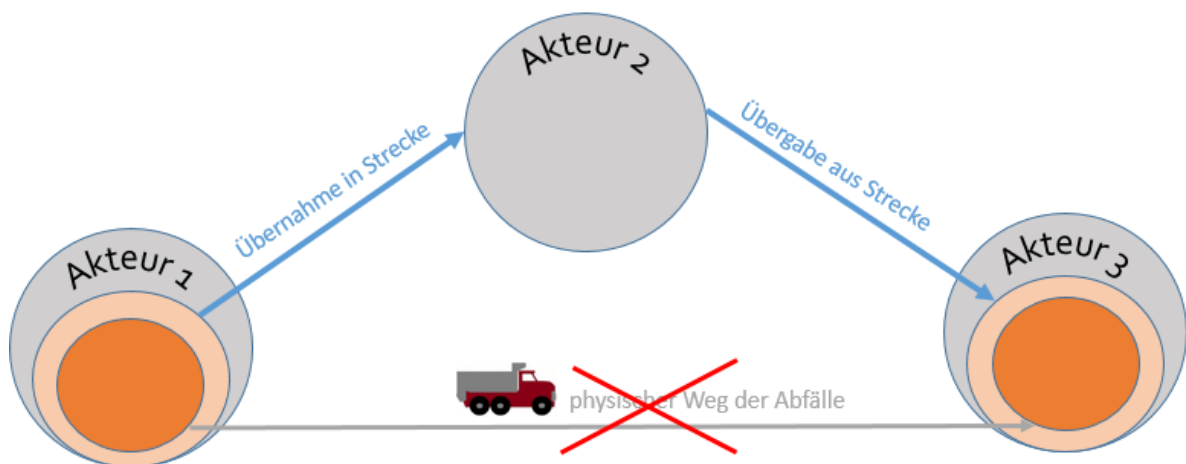 Akteur 2
Übernahme in Strecke
Übergabe aus Strecke
Akteur 1
Akteur 3
physischer Weg der Abfälle